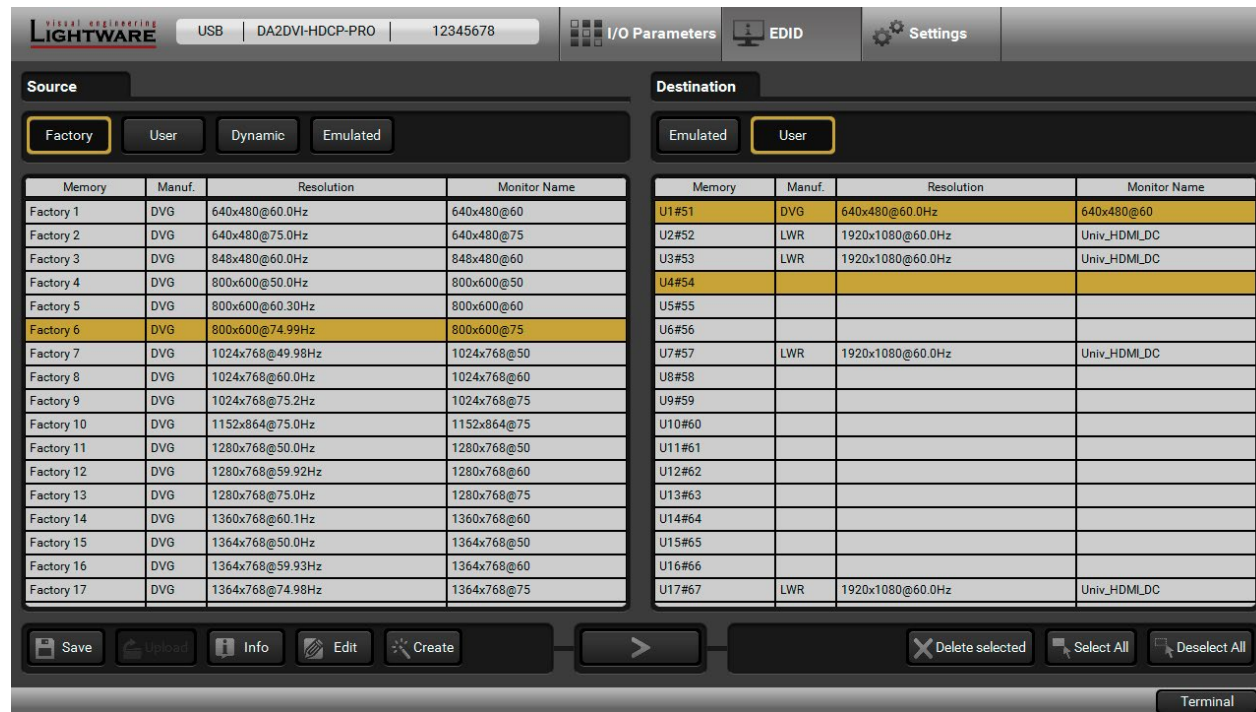 visual engineering
LIGHTWARE
USB | DA2DVI-HDCP-PRO | 12345678
I/O Parameters
EDID
Settings
Source
Factory User Dynamic Emulated
Memory Manuf. Resolution Monitor Name
Factory 1 DVG 640x480@60.0Hz 640x480@60
Factory 2 DVG 640x480@75.0Hz 640x480@75
Factory 3 DVG 848x480@60.0Hz 848x480@60
Factory 4 DVG 800x600@50.0Hz 800x600@50
Factory 5 DVG 800x600@60.30Hz 800x600@60
Factory 6 DVG 800x600@74.99Hz 800x600@75
Factory 7 DVG 1024x768@49.98Hz 1024x768@50
Factory 8 DVG 1024x768@60.0Hz 1024x768@60
Factory 9 DVG 1024x768@75.2Hz 1024x768@75
Factory 10 DVG 1152x864@75.0Hz 1152x864@75
Factory 11 DVG 1280x768@50.0Hz 1280x768@50
Factory 12 DVG 1280x768@59.92Hz 1280x768@60
Factory 13 DVG 1280x768@75.0Hz 1280x768@75
Factory 14 DVG 1360x768@60.1Hz 1360x768@60
Factory 15 DVG 1364x768@50.0Hz 1364x768@50
Factory 16 DVG 1364x768@59.93Hz 1364x768@60
Factory 17 DVG 1364x768@74.98Hz 1364x768@75
Save Upload Info Edit Create
>
Destination
Emulated User
Memory Manuf. Resolution Monitor Name
U1#51 DVG 640x480@60.0Hz 640x480@60
U2#52 LWR 1920x1080@60.0Hz Univ_HDMI_DC
U3#53 LWR 1920x1080@60.0Hz Univ_HDMI_DC
U4#54
U5#55
U6#56
U7#57 LWR 1920x1080@60.0Hz Univ_HDMI_DC
U8#58
U9#59
U10#60
U11#61
U12#62
U13#63
U14#64
U15#65
U16#66
U17#67 LWR 1920x1080@60.0Hz Univ_HDMI_DC
Delete selected Select All Deselect All
Terminal